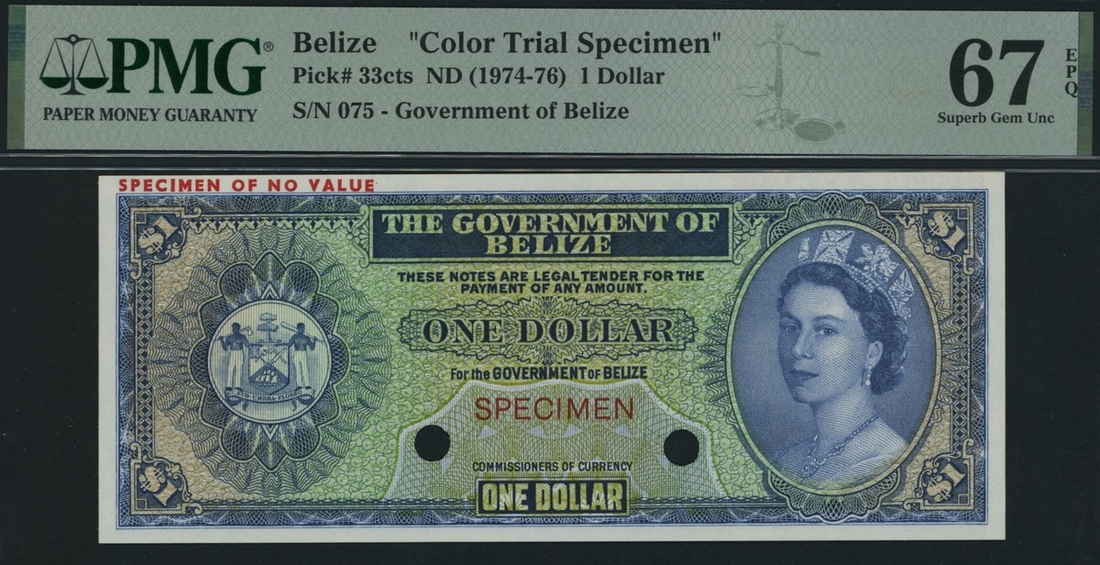 PMG®
PAPER MONEY GUARANTY
Belize "Color Trial Specimen"
Pick# 33cts ND (1974-76) 1 Dollar
S/N 075 - Government of Belize
67
EPQ
Superb Gem Unc
SPECIMEN OF NO VALUE
$1
$1
THE GOVERNMENT OF
BELIZE
THESE NOTES ARE LEGAL TENDER FOR THE
PAYMENT OF ANY AMOUNT.
ONE DOLLAR
For the GOVERNMENT OF BELIZE
SPECIMEN
COMMISSIONERS OF CURRENCY
ONE DOLLAR
$1
$1